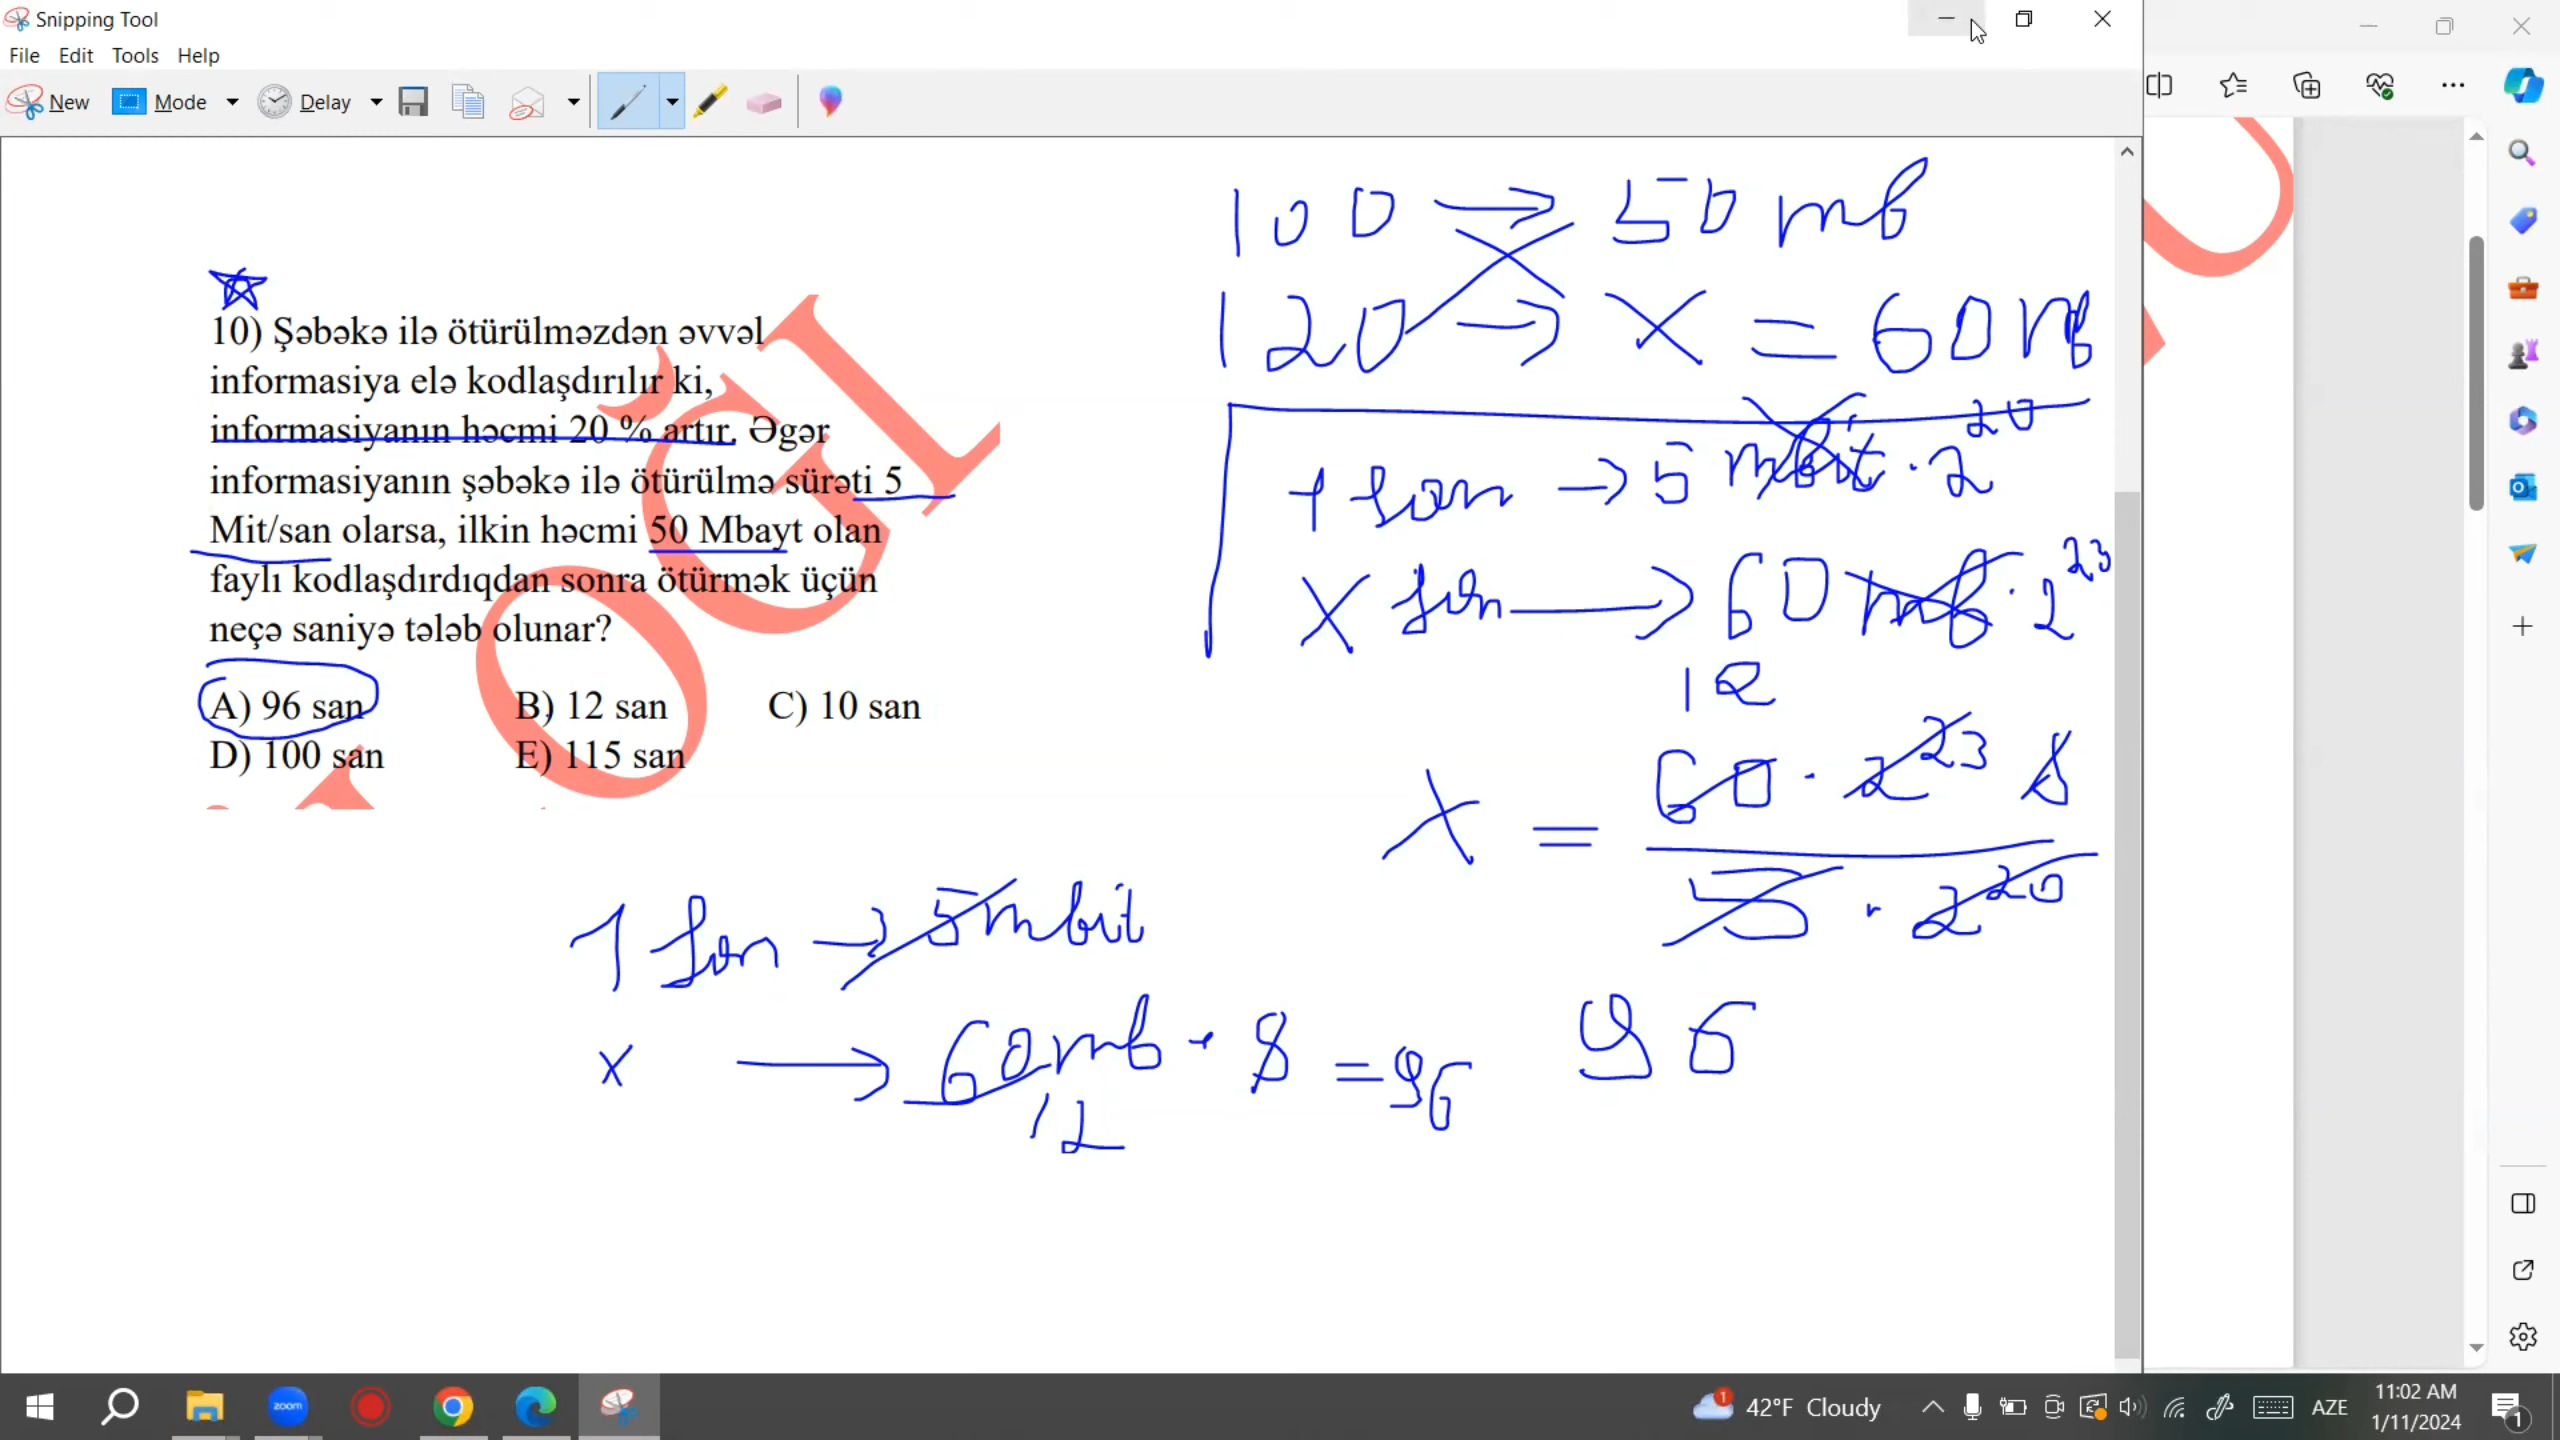 Snipping Tool
File Edit Tools Help
New Mode Delay
10) Şəbəkə ilə ötürülməzdən əvvəl
informasiya elə kodlaşdırılır ki,
informasiyanın həcmi 20 % artır. Əgər
informasiyanın şəbəkə ilə ötürülmə sürəti 5
Mit/san olarsa, ilkin həcmi 50 Mbayt olan
faylı kodlaşdırdıqdan sonra ötürmək üçün
neçə saniyə tələb olunar?
A) 96 san B) 12 san C) 10 san
D) 100 san E) 115 san
100 → 50 mb
120 → x = 60 mb
1 san → 5 mbit · 2^20
x san → 60 mb · 2^23
12
x = 60 · 2^23 8
5 · 2^20
96
1 san → 5 mbit
x → 60 mb · 8 = 96
12
OĞL
zoom
42°F Cloudy
AZE
11:02 AM
1/11/2024
1
1